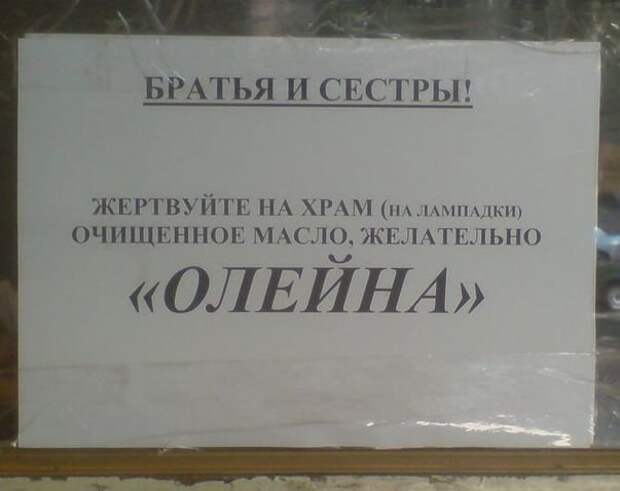 БРАТЬЯ И СЕСТРЫ!
ЖЕРТВУЙТЕ НА ХРАМ (НА ЛАМПАДКИ)
ОЧИЩЕННОЕ МАСЛО, ЖЕЛАТЕЛЬНО
«ОЛЕЙНА»